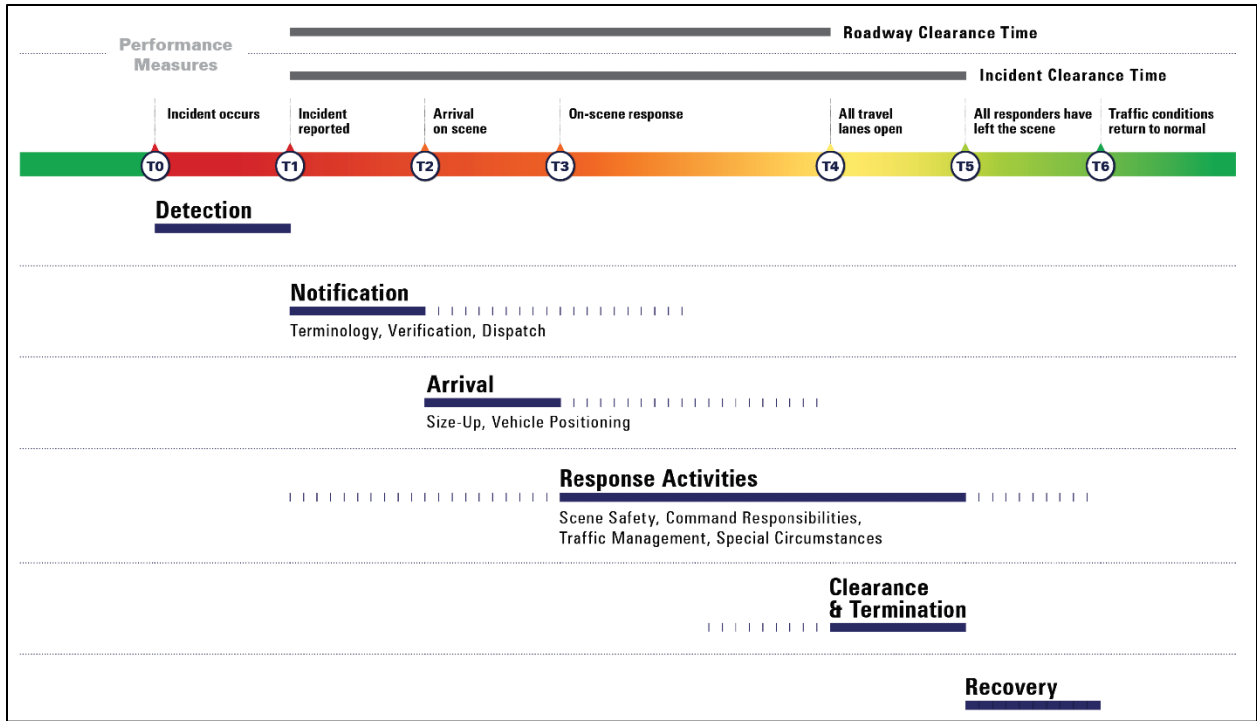 Roadway Clearance Time
Performance
Measures
Incident Clearance Time
Incident occurs
Incident
reported
Arrival
on scene
On-scene response
All travel
lanes open
All responders have
left the scene
Traffic conditions
return to normal
T0
T1
T2
T3
T4
T5
T6
Detection
Notification
Terminology, Verification, Dispatch
Arrival
Size-Up, Vehicle Positioning
Response Activities
Scene Safety, Command Responsibilities,
Traffic Management, Special Circumstances
Clearance
& Termination
Recovery